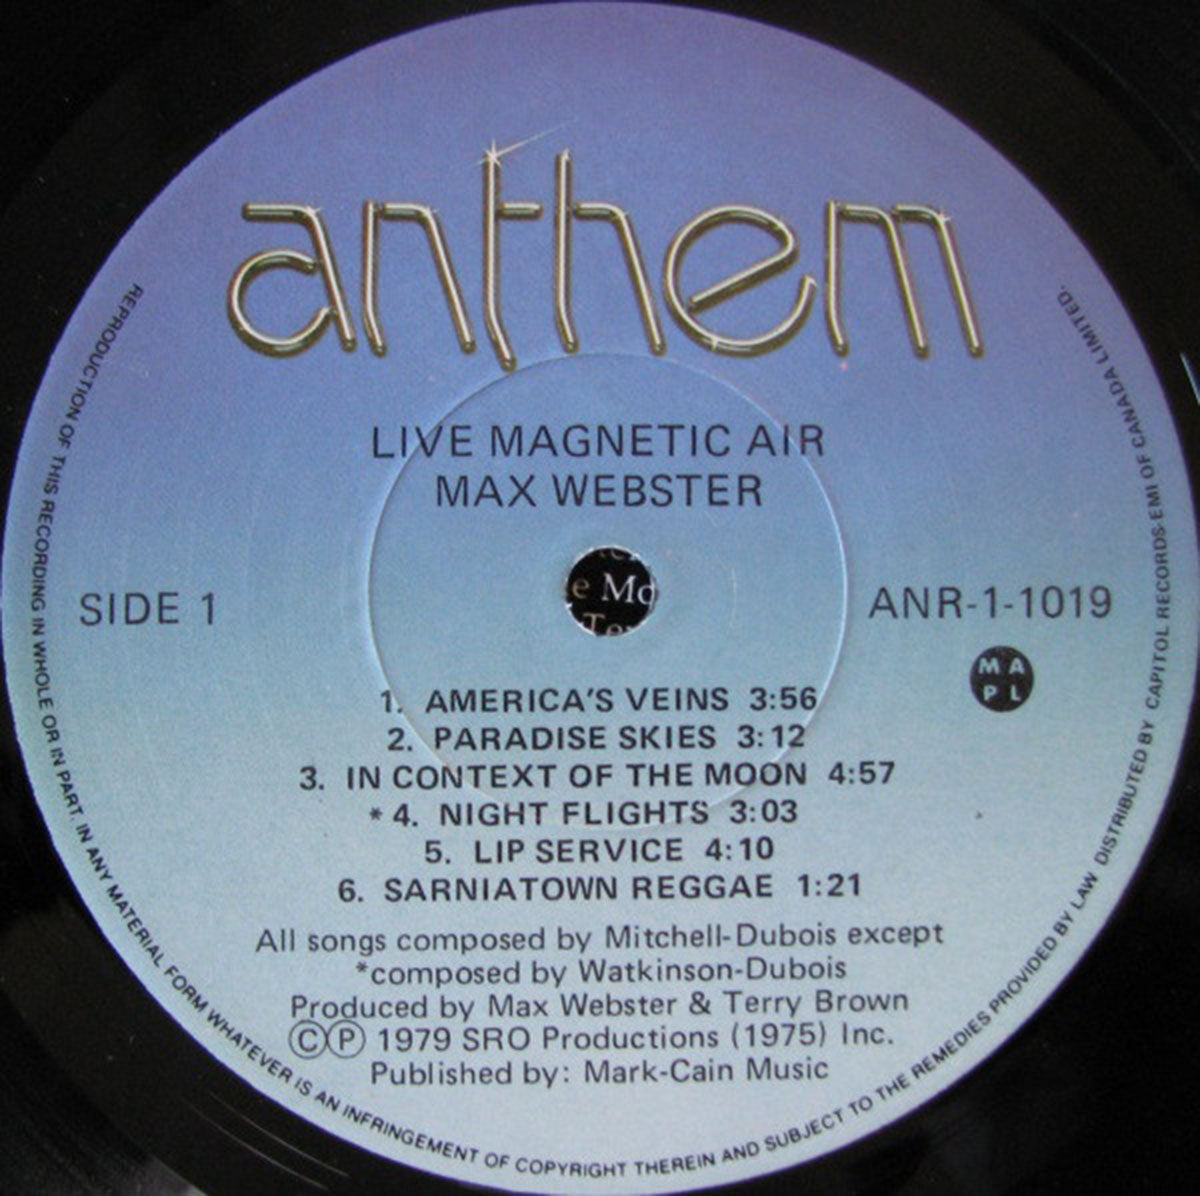 anthem
LIVE MAGNETIC AIR
MAX WEBSTER
e Mo
SIDE 1
ANR-1-1019
M A
P L
1. AMERICA'S VEINS 3:56
2. PARADISE SKIES 3:12
3. IN CONTEXT OF THE MOON 4:57
*4. NIGHT FLIGHTS 3:03
5. LIP SERVICE 4:10
6. SARNIATOWN REGGAE 1:21
All songs composed by Mitchell-Dubois except
*composed by Watkinson-Dubois
Produced by Max Webster & Terry Brown
©℗ 1979 SRO Productions (1975) Inc.
Published by: Mark-Cain Music
REPRODUCTION OF THIS RECORDING IN WHOLE OR IN PART, IN ANY MATERIAL FORM WHATEVER IS AN INFRINGEMENT OF COPYRIGHT THEREIN AND SUBJECT TO THE REMEDIES PROVIDED BY LAW DISTRIBUTED BY CAPITOL RECORDS-EMI OF CANADA LIMITED.